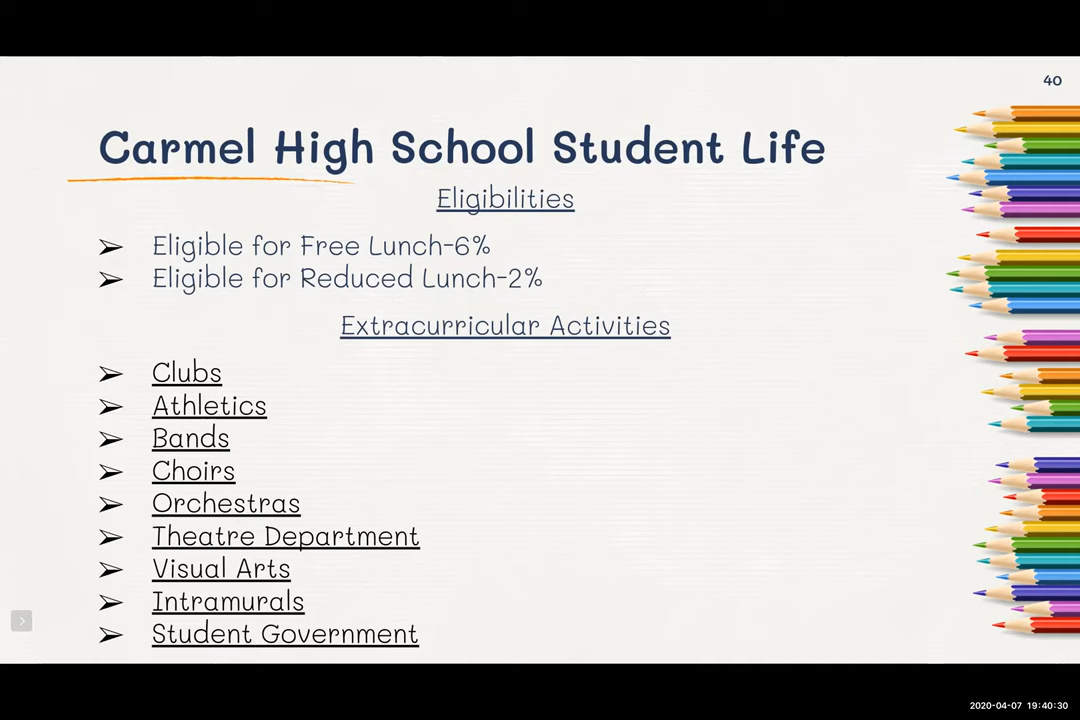 40
Carmel High School Student Life
Eligibilities
➢ Eligible for Free Lunch-6%
➢ Eligible for Reduced Lunch-2%
Extracurricular Activities
➢ Clubs
➢ Athletics
➢ Bands
➢ Choirs
➢ Orchestras
➢ Theatre Department
➢ Visual Arts
➢ Intramurals
➢ Student Government
2020-04-07 19:40:30